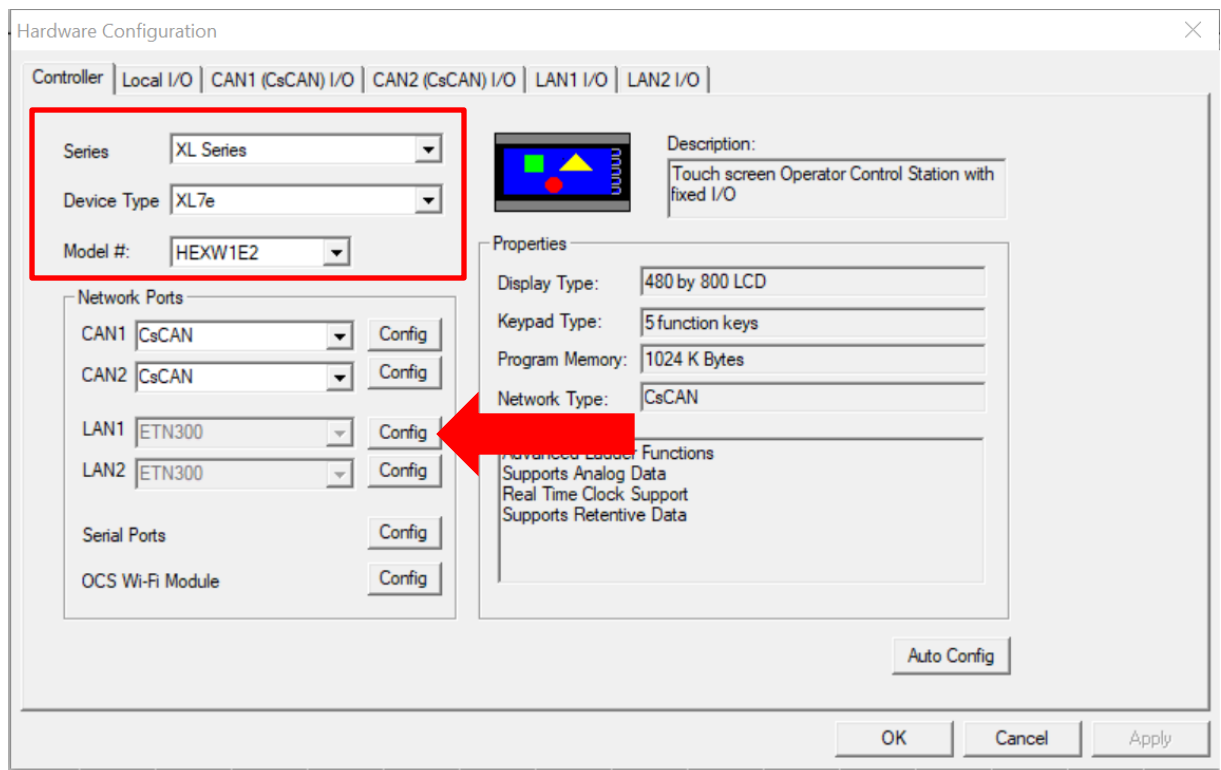 Hardware Configuration
Controller
Local I/O
CAN1 (CsCAN) I/O
CAN2 (CsCAN) I/O
LAN1 I/O
LAN2 I/O
Series
XL Series
Device Type
XL7e
Model #:
HEXW1E2
Description:
Touch screen Operator Control Station with
fixed I/O
Network Ports
CAN1
CsCAN
Config
CAN2
CsCAN
Config
LAN1
ETN300
Config
LAN2
ETN300
Config
Serial Ports
Config
OCS Wi-Fi Module
Config
Properties
Display Type:
480 by 800 LCD
Keypad Type:
5 function keys
Program Memory:
1024 K Bytes
Network Type:
CsCAN
Advanced Ladder Functions
Supports Analog Data
Real Time Clock Support
Supports Retentive Data
Auto Config
OK
Cancel
Apply